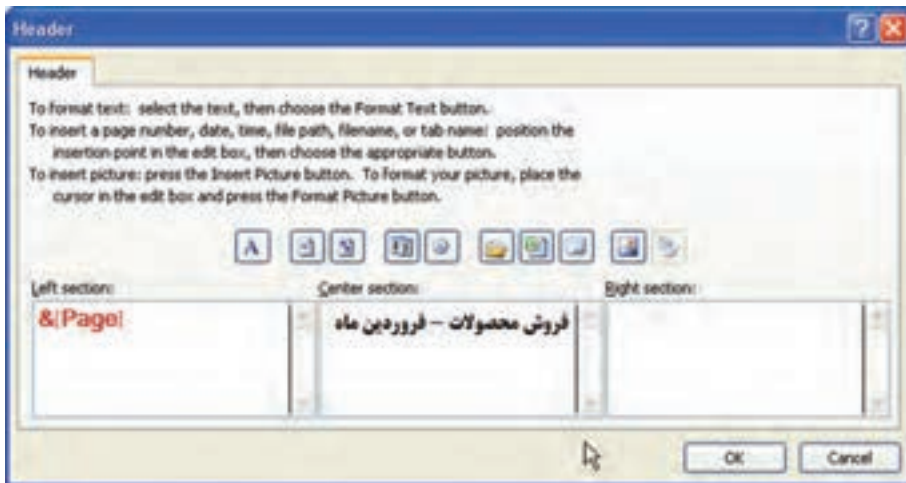 Header
Header
To format text: select the text, then choose the Format Text button.
To insert a page number, date, time, file path, filename, or tab name: position the
insertion point in the edit box, then choose the appropriate button.
To insert picture: press the Insert Picture button. To format your picture, place the
cursor in the edit box and press the Format Picture button.
A
Left section: Center section: Right section:
&[Page] فروش محصولات - فروردین ماه
OK Cancel